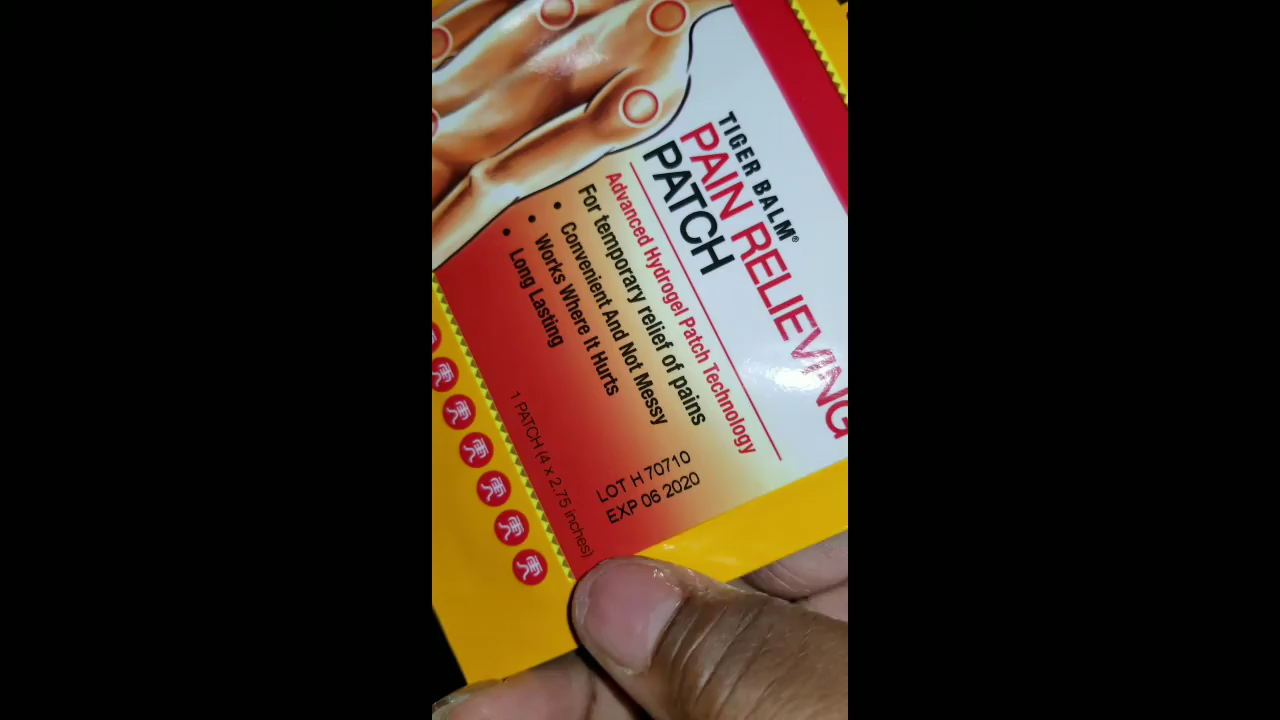 TIGER BALM®
PAIN RELIEVING
PATCH
Advanced Hydrogel Patch Technology
For temporary relief of pains
• Convenient And Not Messy
• Works Where It Hurts
• Long Lasting
1 PATCH (4 x 2.75 inches)
LOT H 70710
EXP 06 2020